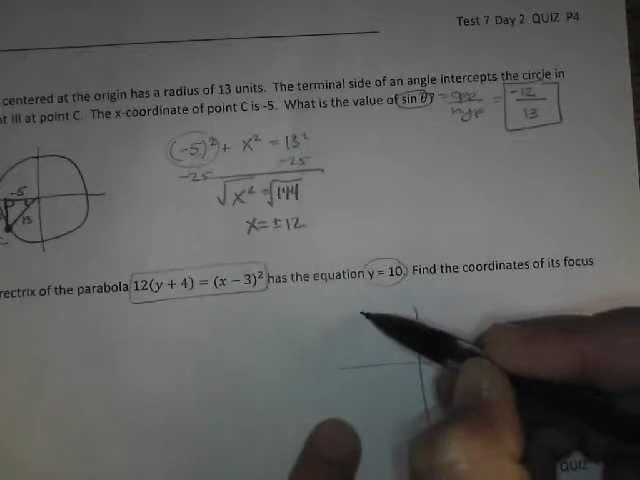 Test 7 Day 2 QUIZ P4
centered at the origin has a radius of 13 units. The terminal side of an angle intercepts the circle in
III at point C. The x-coordinate of point C is -5. What is the value of sin θ? = opp/hyp = -12/13
(-5)² + x² = 13²
-25 -25
√x² = √144
x = ±12
-5
13
rectrix of the parabola 12(y + 4) = (x − 3)² has the equation y = 10. Find the coordinates of its focus
QUIZ